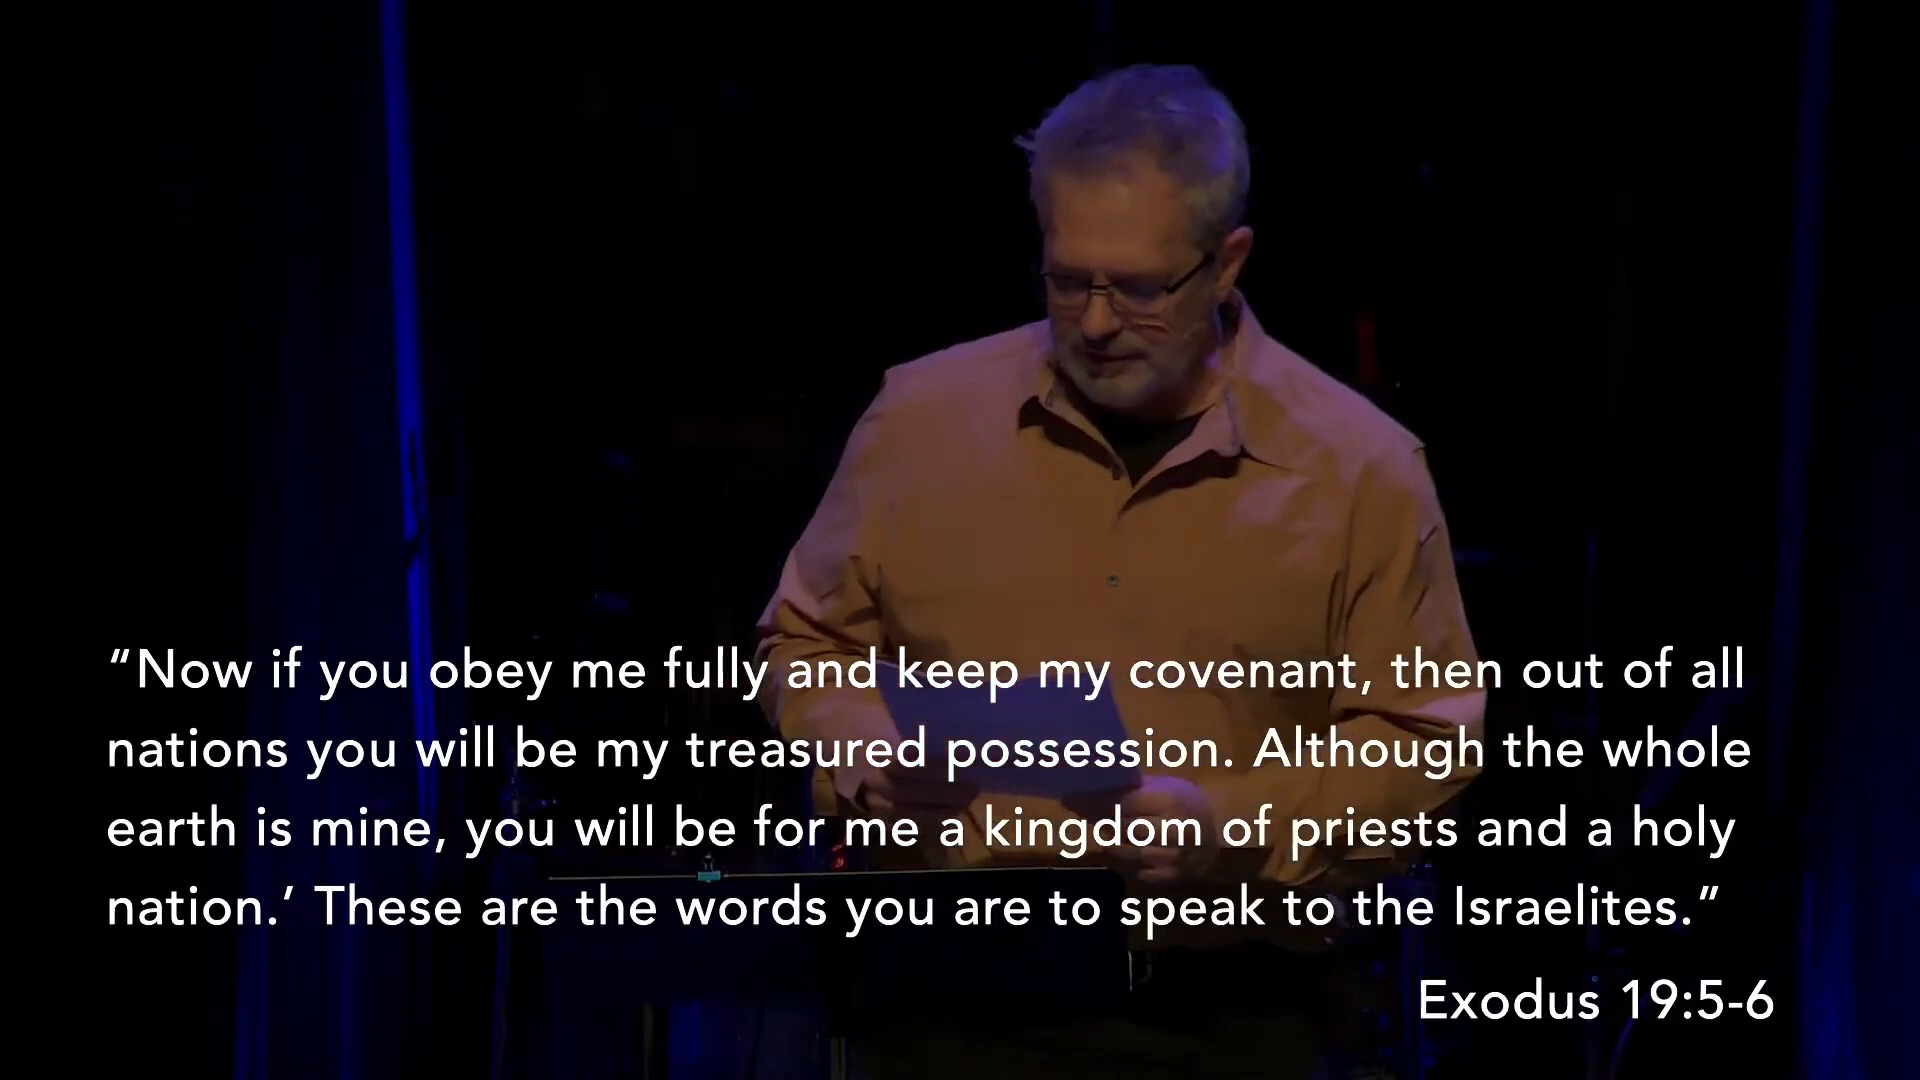 “Now if you obey me fully and keep my covenant, then out of all
nations you will be my treasured possession. Although the whole
earth is mine, you will be for me a kingdom of priests and a holy
nation.’ These are the words you are to speak to the Israelites.”
Exodus 19:5-6